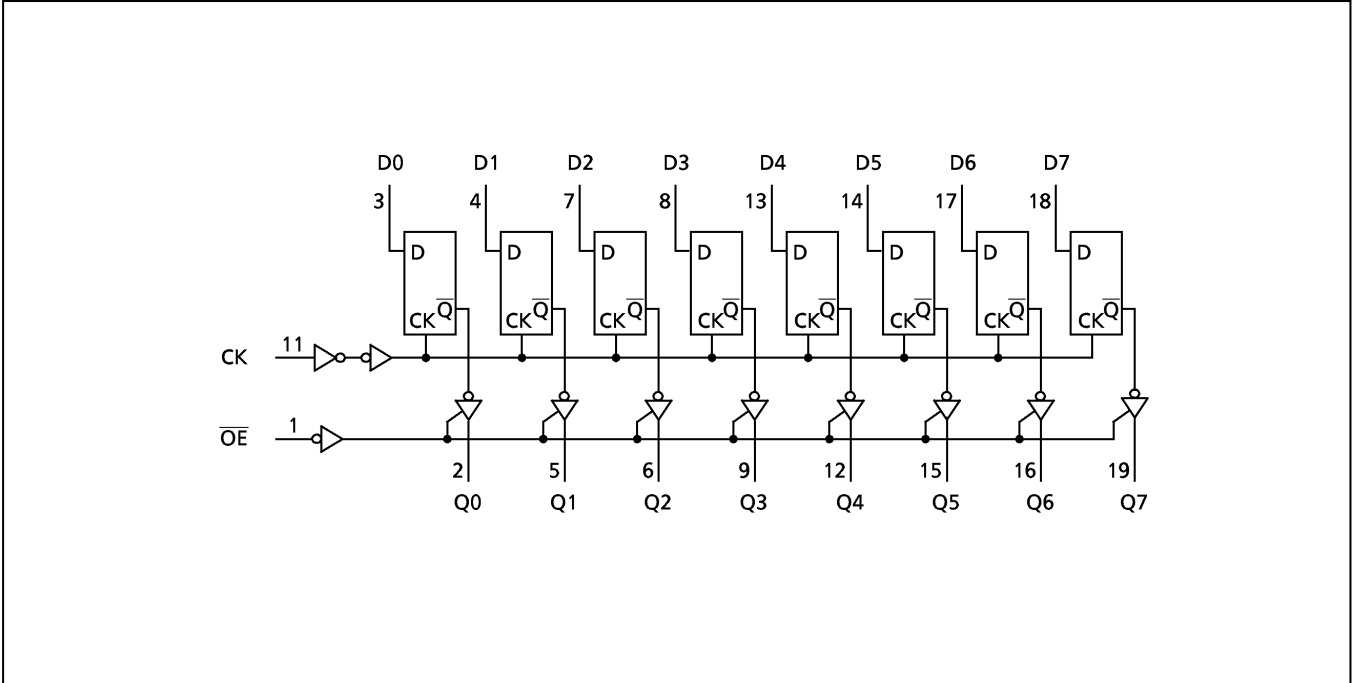 D0 D1 D2 D3 D4 D5 D6 D7
3 4 7 8 13 14 17 18
D D D D D D D D
Q̅ Q̅ Q̅ Q̅ Q̅ Q̅ Q̅ Q̅
CK CK CK CK CK CK CK CK
CK 11
O̅E̅ 1
2 5 6 9 12 15 16 19
Q0 Q1 Q2 Q3 Q4 Q5 Q6 Q7